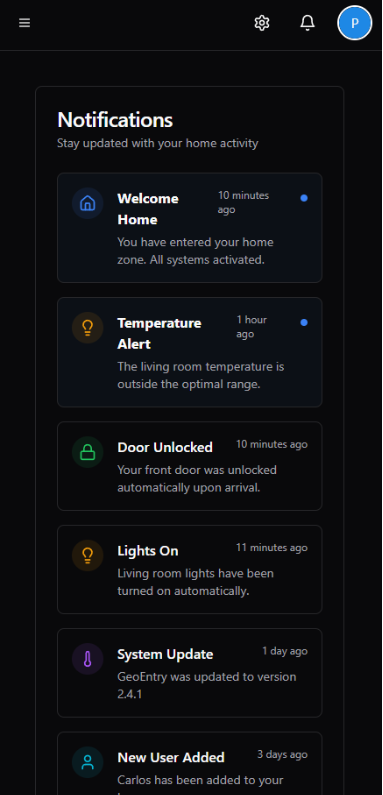 P
Notifications
Stay updated with your home activity
Welcome
Home
10 minutes
ago
You have entered your home
zone. All systems activated.
Temperature
Alert
1 hour
ago
The living room temperature is
outside the optimal range.
Door Unlocked
10 minutes ago
Your front door was unlocked
automatically upon arrival.
Lights On
11 minutes ago
Living room lights have been
turned on automatically.
System Update
1 day ago
GeoEntry was updated to version
2.4.1
New User Added
3 days ago
Carlos has been added to your